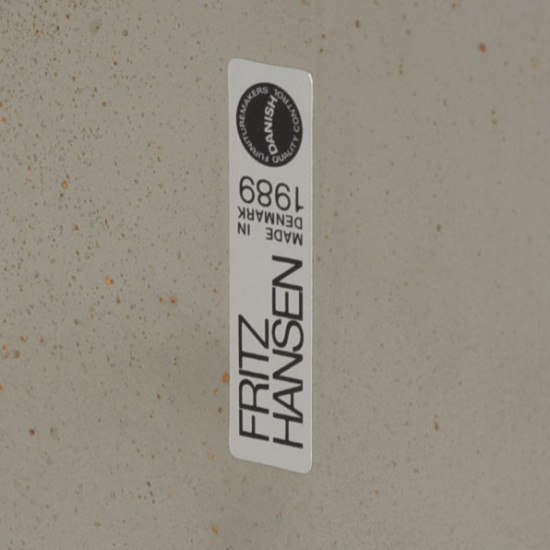 FRITZ
HANSEN
MADE IN
DENMARK
1989
DANISH
FURNITUREMAKERS QUALITY CONTROL